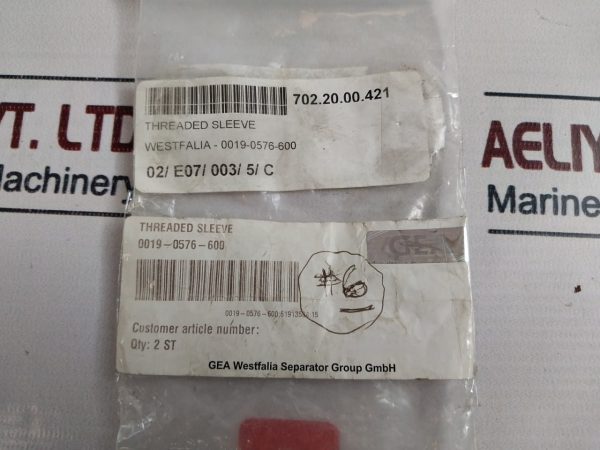 702.20.00.421
THREADED SLEEVE
WESTFALIA - 0019-0576-600
02/ E07/ 003/ 5/ C
THREADED SLEEVE
0019-0576-600
GEA
#6
Customer article number:
Qty: 2 ST
GEA Westfalia Separator Group GmbH
VT. LTD
Machinery
AELIY
Marine